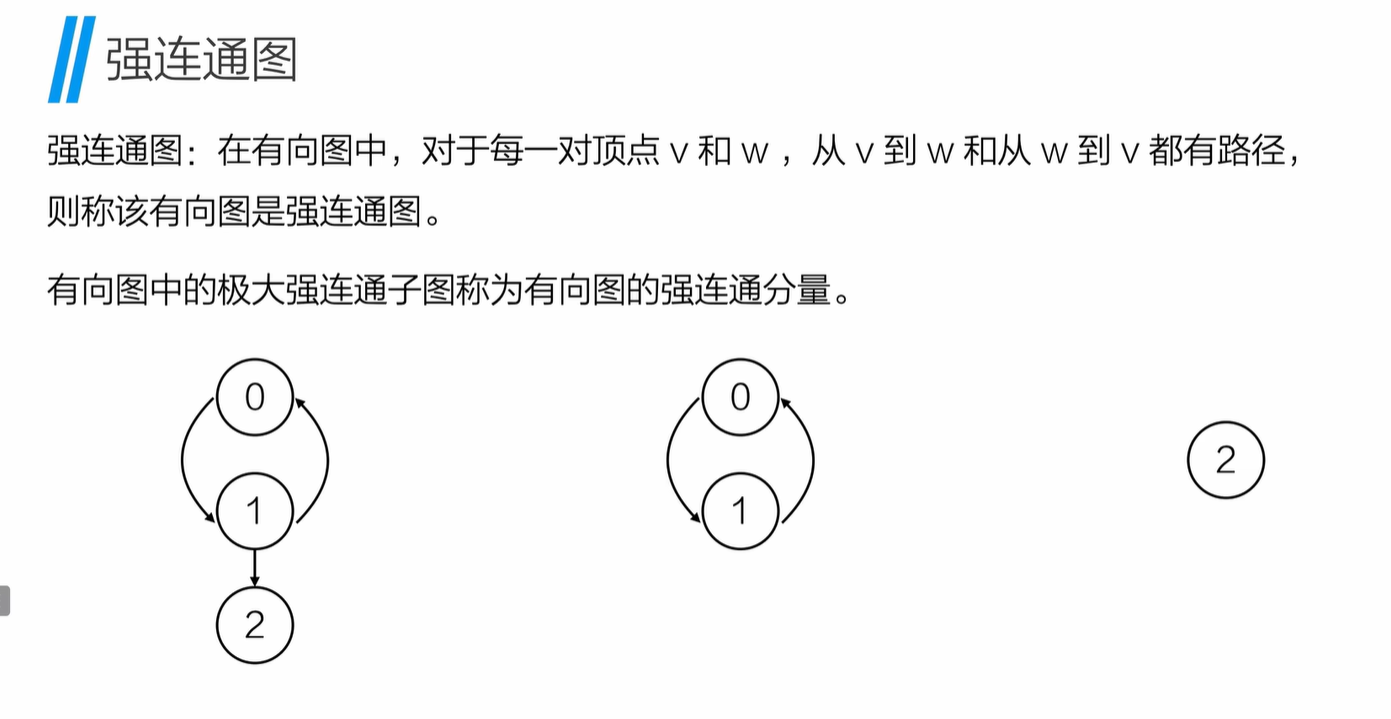 强连通图
强连通图：在有向图中，对于每一对顶点 v 和 w ，从 v 到 w 和从 w 到 v 都有路径，
则称该有向图是强连通图。
有向图中的极大强连通子图称为有向图的强连通分量。
0
1
2
0
1
2